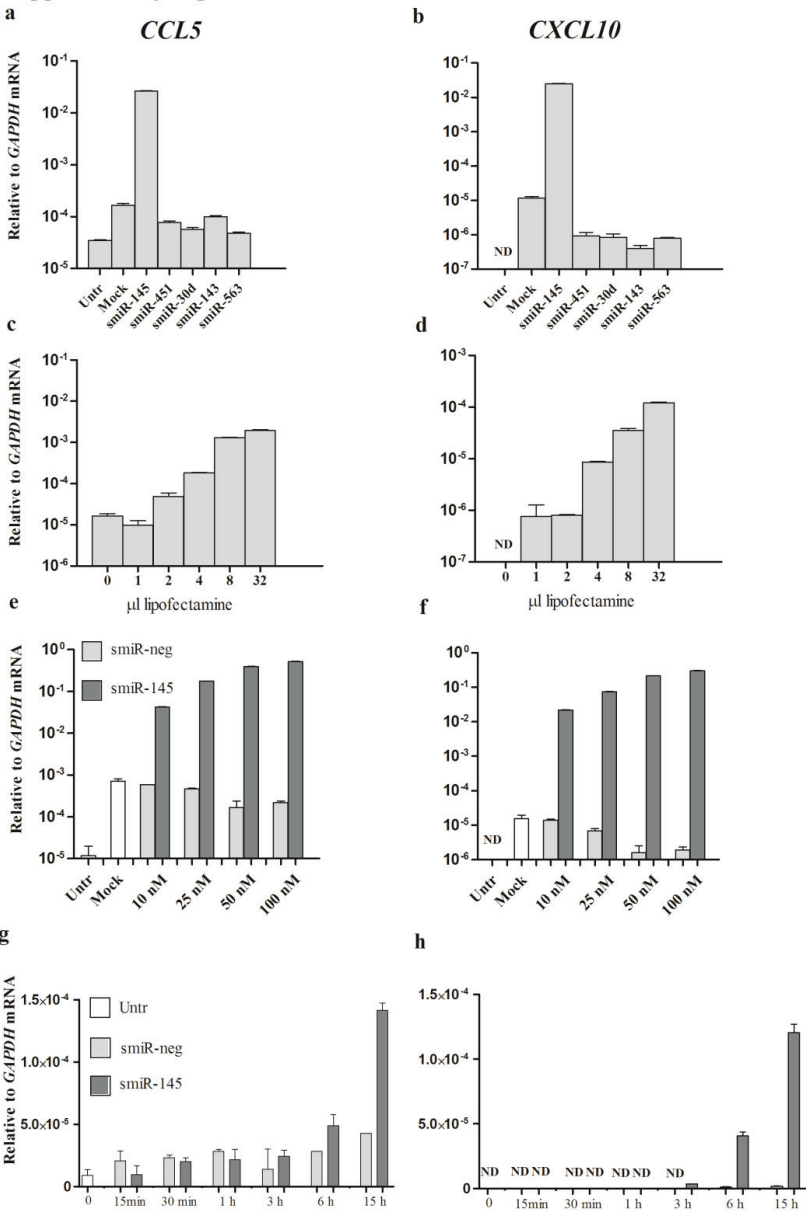 a
b
CCL5
CXCL10
Relative to GAPDH mRNA
10-1
10-2
10-3
10-4
10-5
Untr
Mock
smiR-145
smiR-451
smiR-30d
smiR-143
smiR-563
10-1
10-2
10-3
10-4
10-5
10-6
10-7
ND
Untr
Mock
smiR-145
smiR-451
smiR-30d
smiR-143
smiR-563
c
d
Relative to GAPDH mRNA
10-1
10-2
10-3
10-4
10-5
10-6
0 1 2 4 8 32
µl lipofectamine
10-3
10-4
10-5
10-6
10-7
ND
0 1 2 4 8 32
µl lipofectamine
e
f
Relative to GAPDH mRNA
smiR-neg
smiR-145
100
10-1
10-2
10-3
10-4
10-5
Untr
Mock
10 nM
25 nM
50 nM
100 nM
100
10-1
10-2
10-3
10-4
10-5
10-6
ND
Untr
Mock
10 nM
25 nM
50 nM
100 nM
g
h
Relative to GAPDH mRNA
Untr
smiR-neg
smiR-145
1.5×10-4
1.0×10-4
5.0×10-5
0
0 15min 30 min 1 h 3 h 6 h 15 h
1.5×10-4
1.0×10-4
5.0×10-5
0
ND ND ND ND ND ND ND ND
0 15min 30 min 1 h 3 h 6 h 15 h